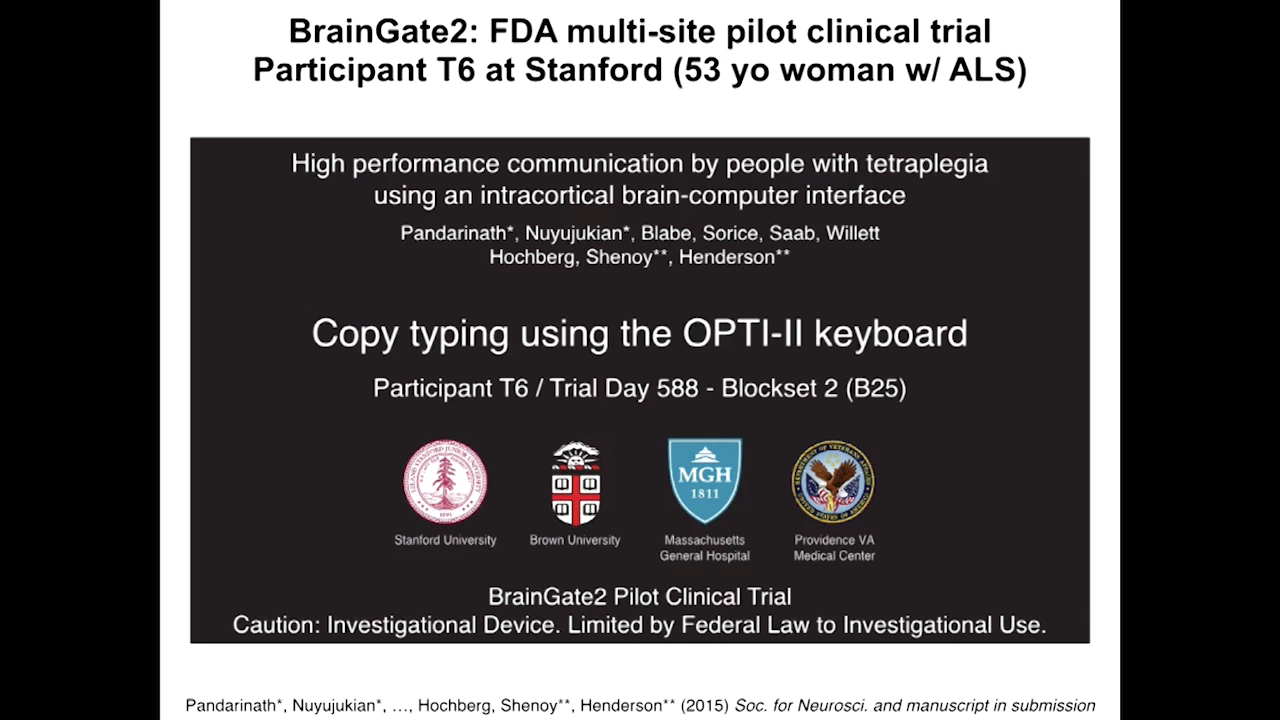 BrainGate2: FDA multi-site pilot clinical trial
Participant T6 at Stanford (53 yo woman w/ ALS)
High performance communication by people with tetraplegia
using an intracortical brain-computer interface
Pandarinath*, Nuyujukian*, Blabe, Sorice, Saab, Willett
Hochberg, Shenoy**, Henderson**
Copy typing using the OPTI-II keyboard
Participant T6 / Trial Day 588 - Blockset 2 (B25)
MGH
1811
Stanford University
Brown University
Massachusetts
General Hospital
Providence VA
Medical Center
BrainGate2 Pilot Clinical Trial
Caution: Investigational Device. Limited by Federal Law to Investigational Use.
Pandarinath*, Nuyujukian*, …, Hochberg, Shenoy**, Henderson** (2015) Soc. for Neurosci. and manuscript in submission